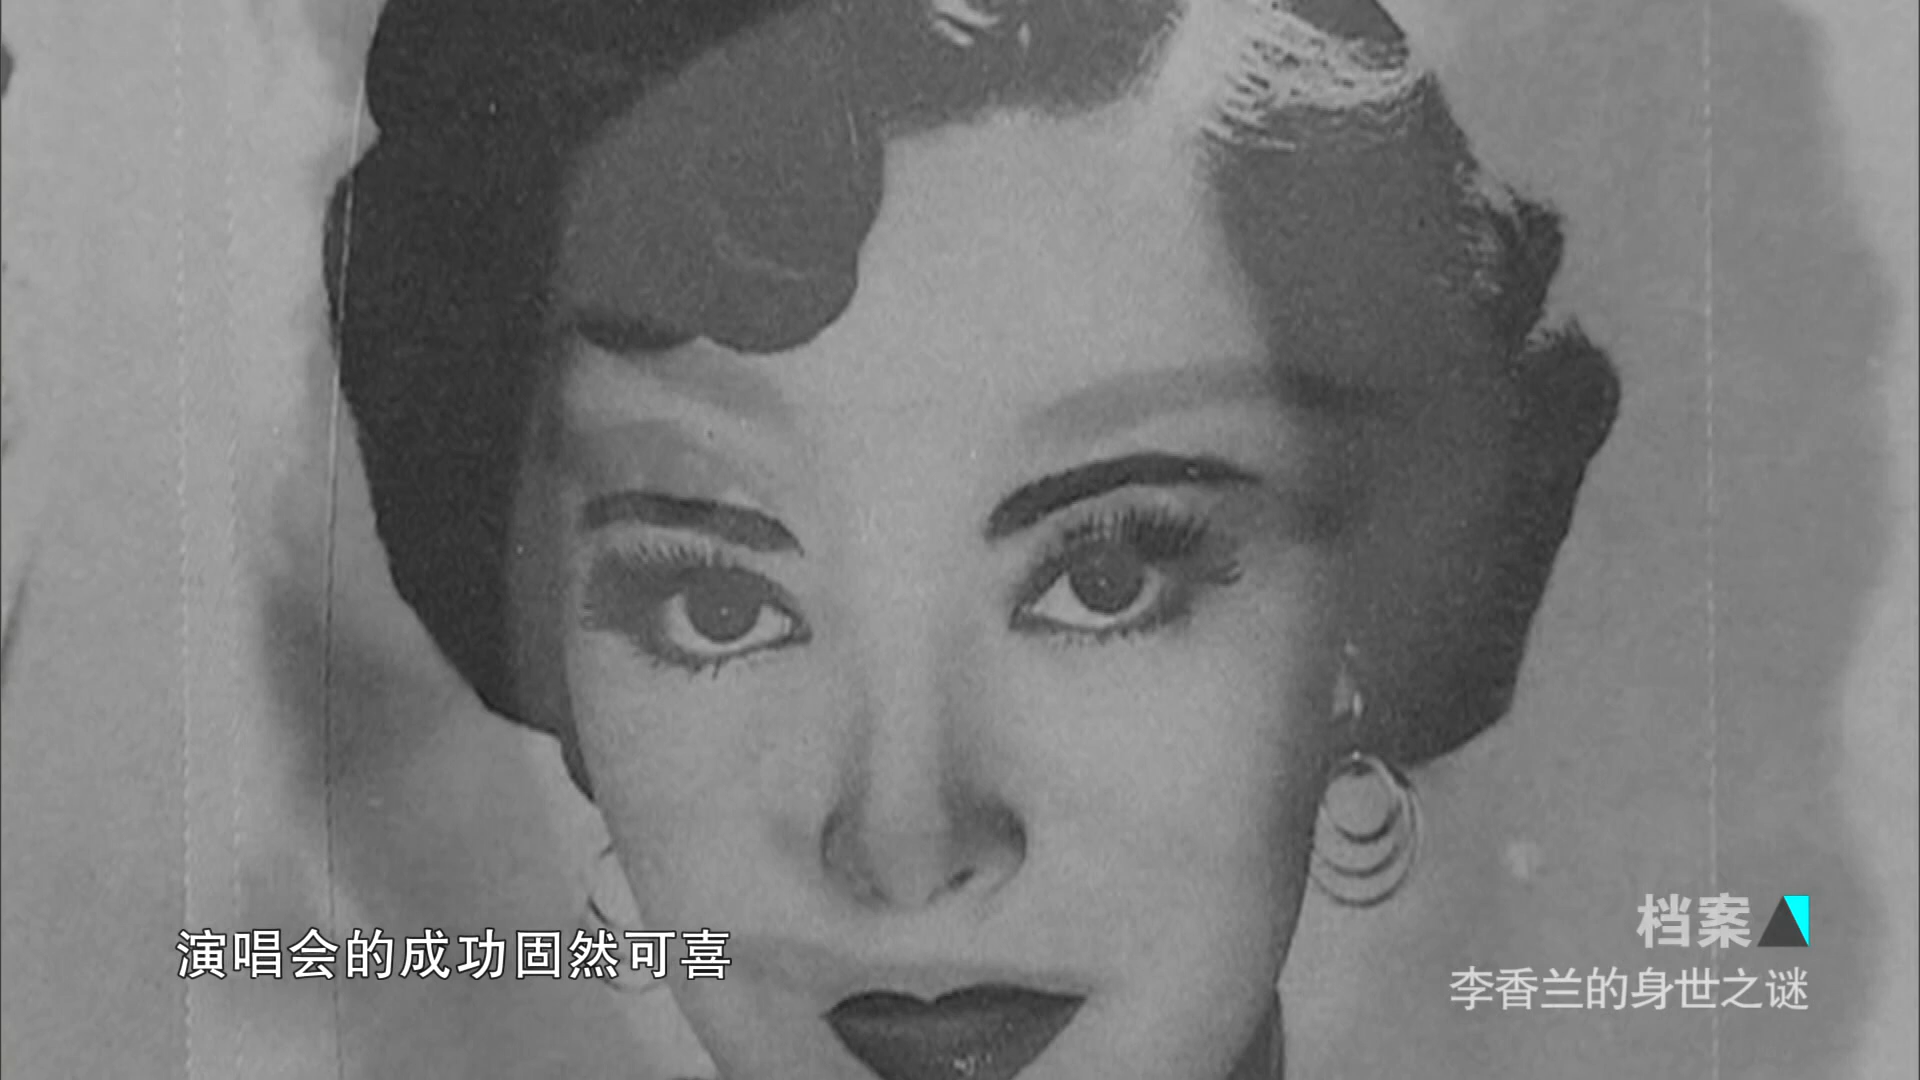 演唱会的成功固然可喜
档案
李香兰的身世之谜